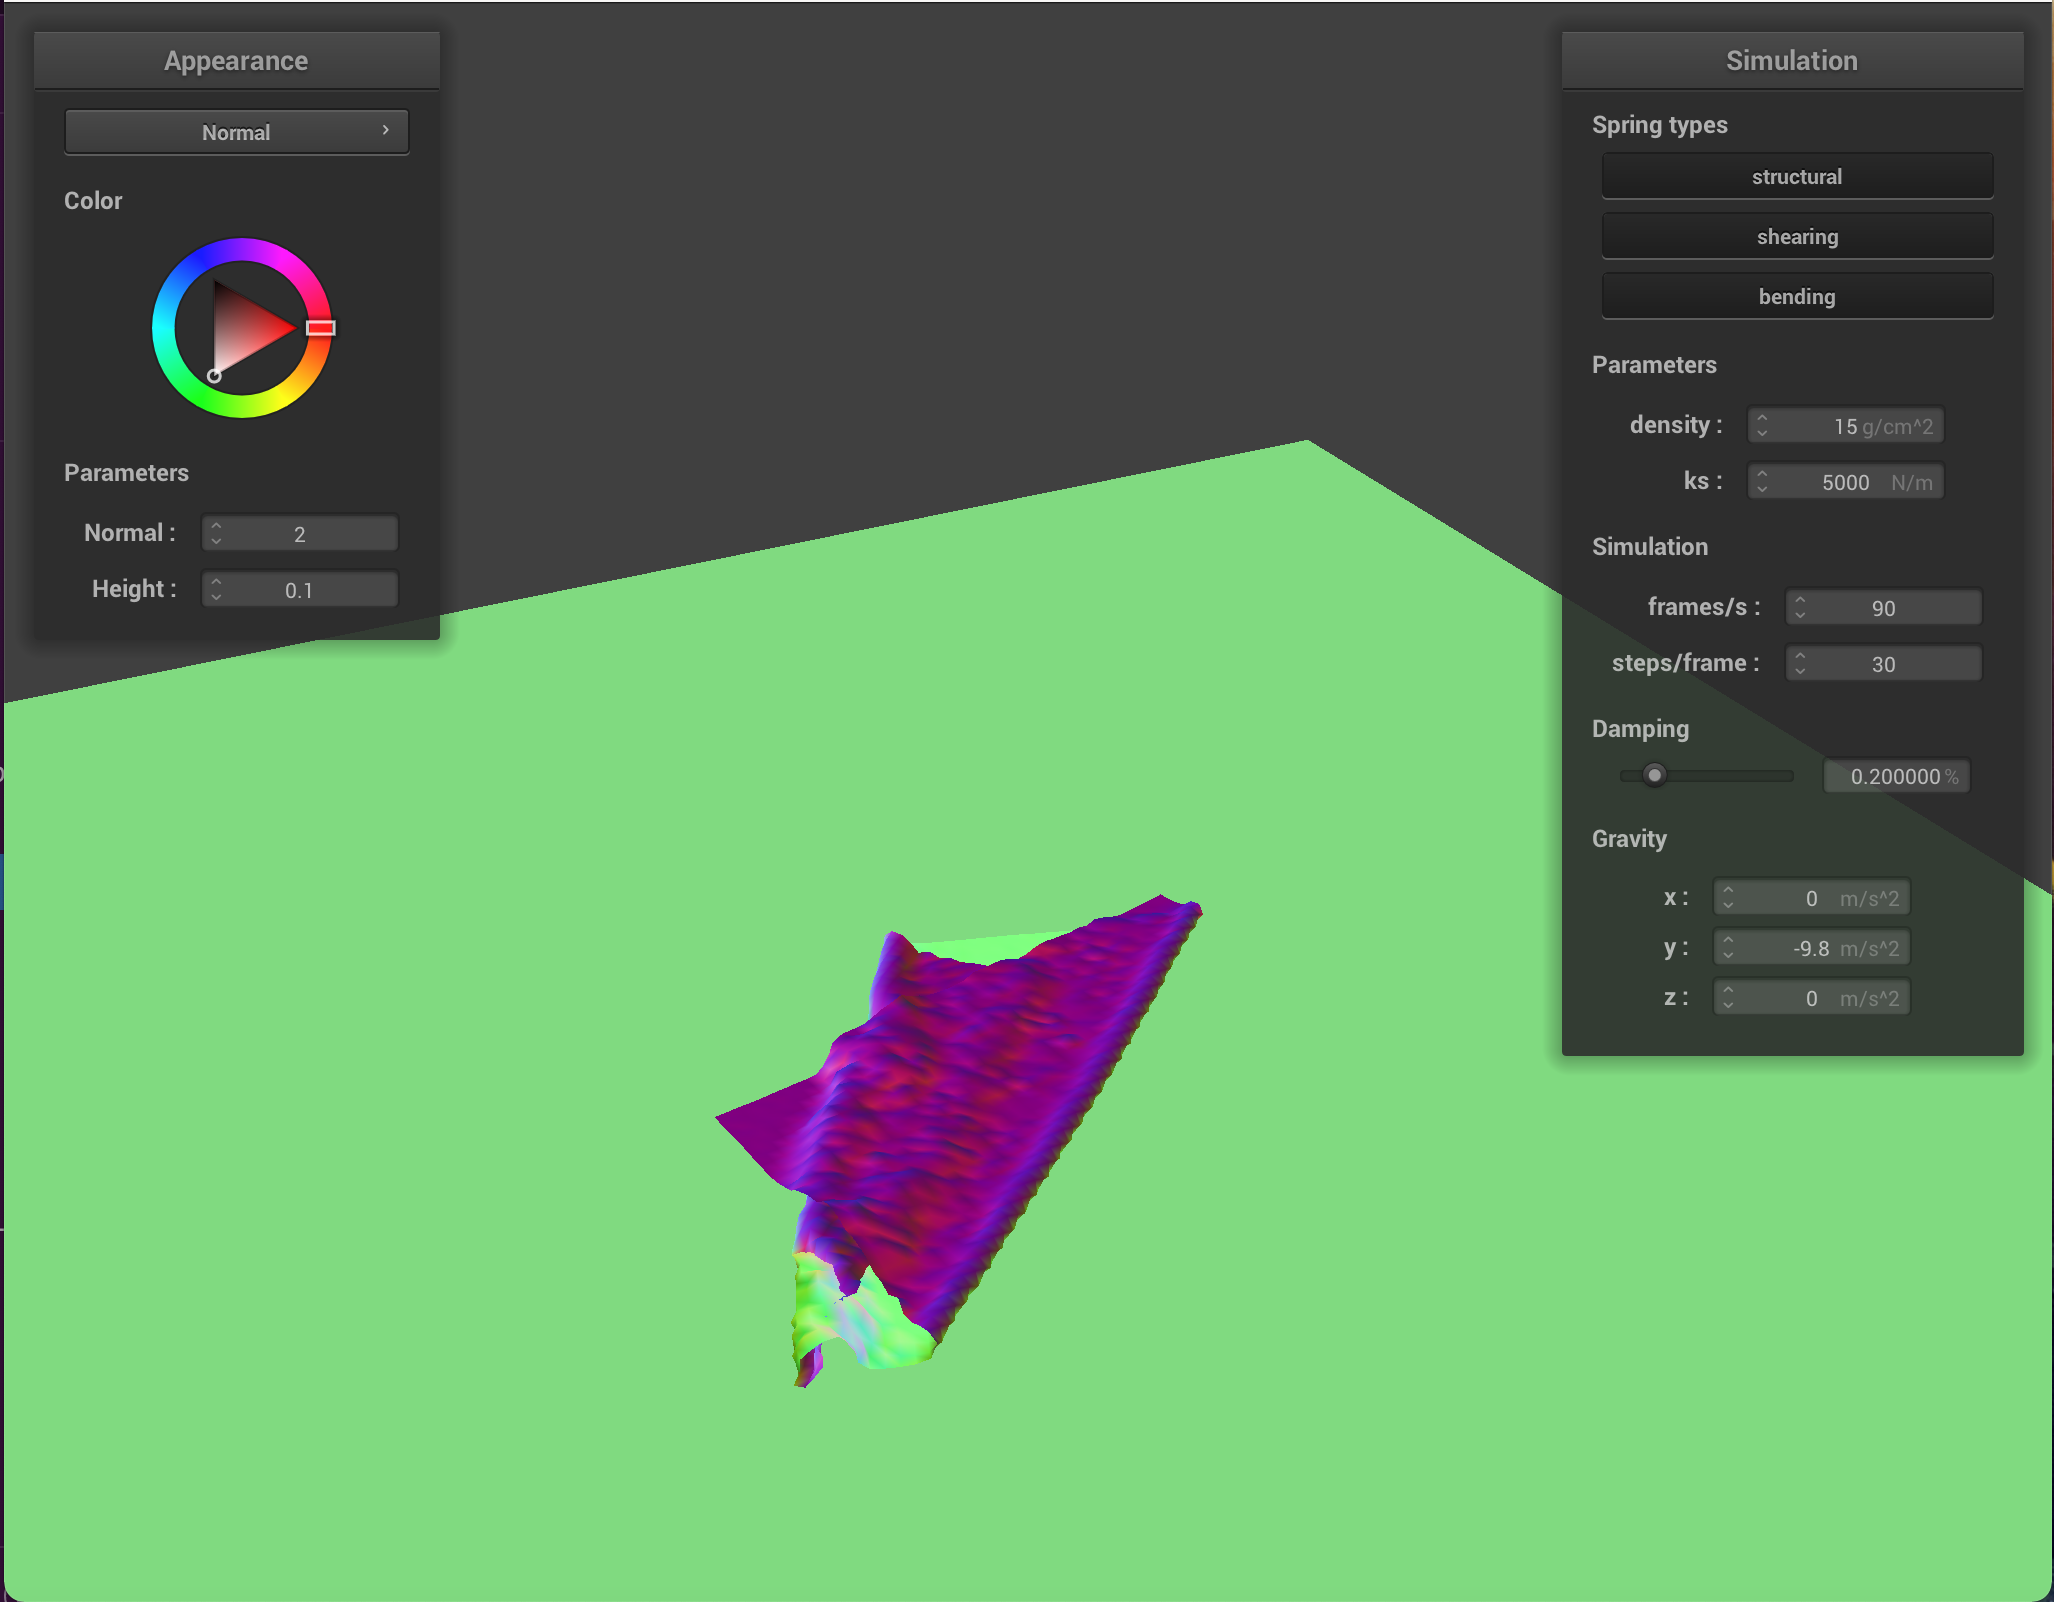 Appearance
Normal
Color
Parameters
Normal : 2
Height : 0.1
Simulation
Spring types
structural
shearing
bending
Parameters
density : 15 g/cm^2
ks : 5000 N/m
Simulation
frames/s : 90
steps/frame : 30
Damping
0.200000 %
Gravity
x : 0 m/s^2
y : -9.8 m/s^2
z : 0 m/s^2